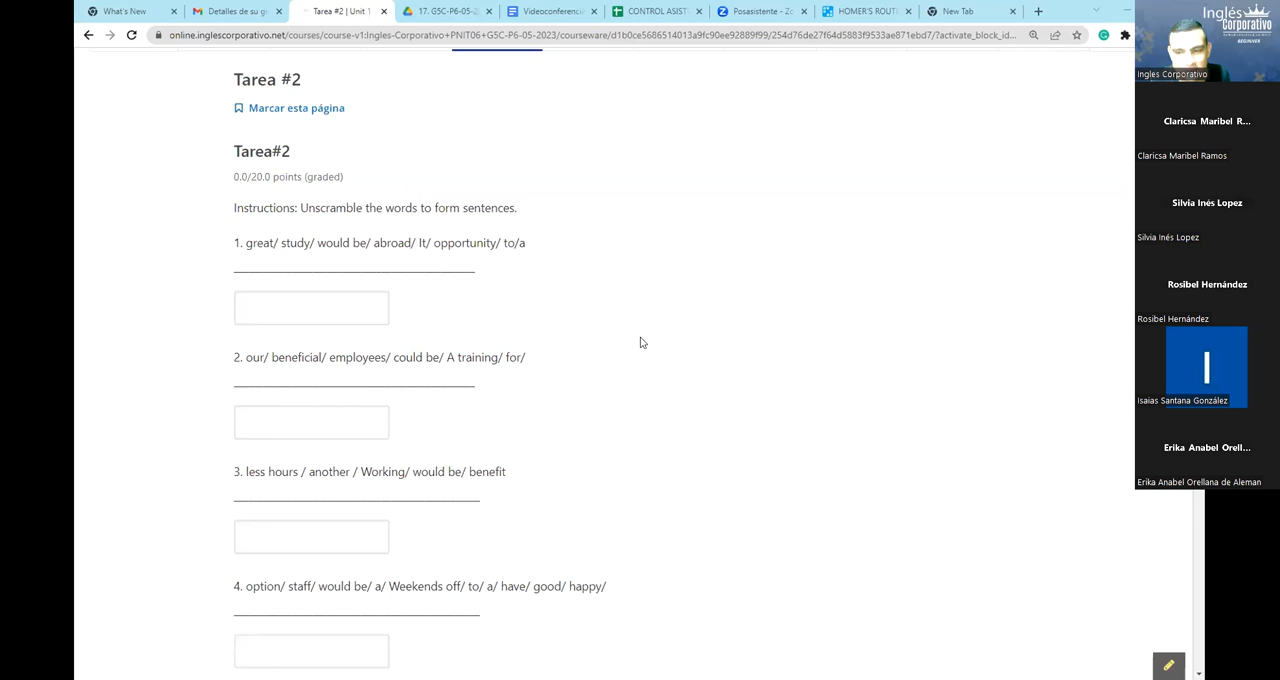 What's New
Detalles de su g
Tarea #2 | Unit 1
17. G5C-P6-05-2
Videoconferenci
CONTROL ASIST
Posasistente - Zo
HOMER'S ROUT
New Tab
online.inglescorporativo.net/courses/course-v1:Ingles-Corporativo+PNIT06+G5C-P6-05-2023/courseware/d1b0ce5686514013a9fc90ee92889f99/254d76de27f64d5883f9533ae871ebd7/?activate_block_id...
Tarea #2
Marcar esta página
Tarea#2
0.0/20.0 points (graded)
Instructions: Unscramble the words to form sentences.
1. great/ study/ would be/ abroad/ It/ opportunity/ to/a
2. our/ beneficial/ employees/ could be/ A training/ for/
3. less hours / another / Working/ would be/ benefit
4. option/ staff/ would be/ a/ Weekends off/ to/ a/ have/ good/ happy/
Inglés
Corporativo
BEGINNER
Ingles Corporativo
Claricsa Maribel R...
Claricsa Maribel Ramos
Silvia Inés Lopez
Silvia Inés Lopez
Rosibel Hernández
Rosibel Hernández
I
Isaias Santana González
Erika Anabel Orell...
Erika Anabel Orellana de Aleman